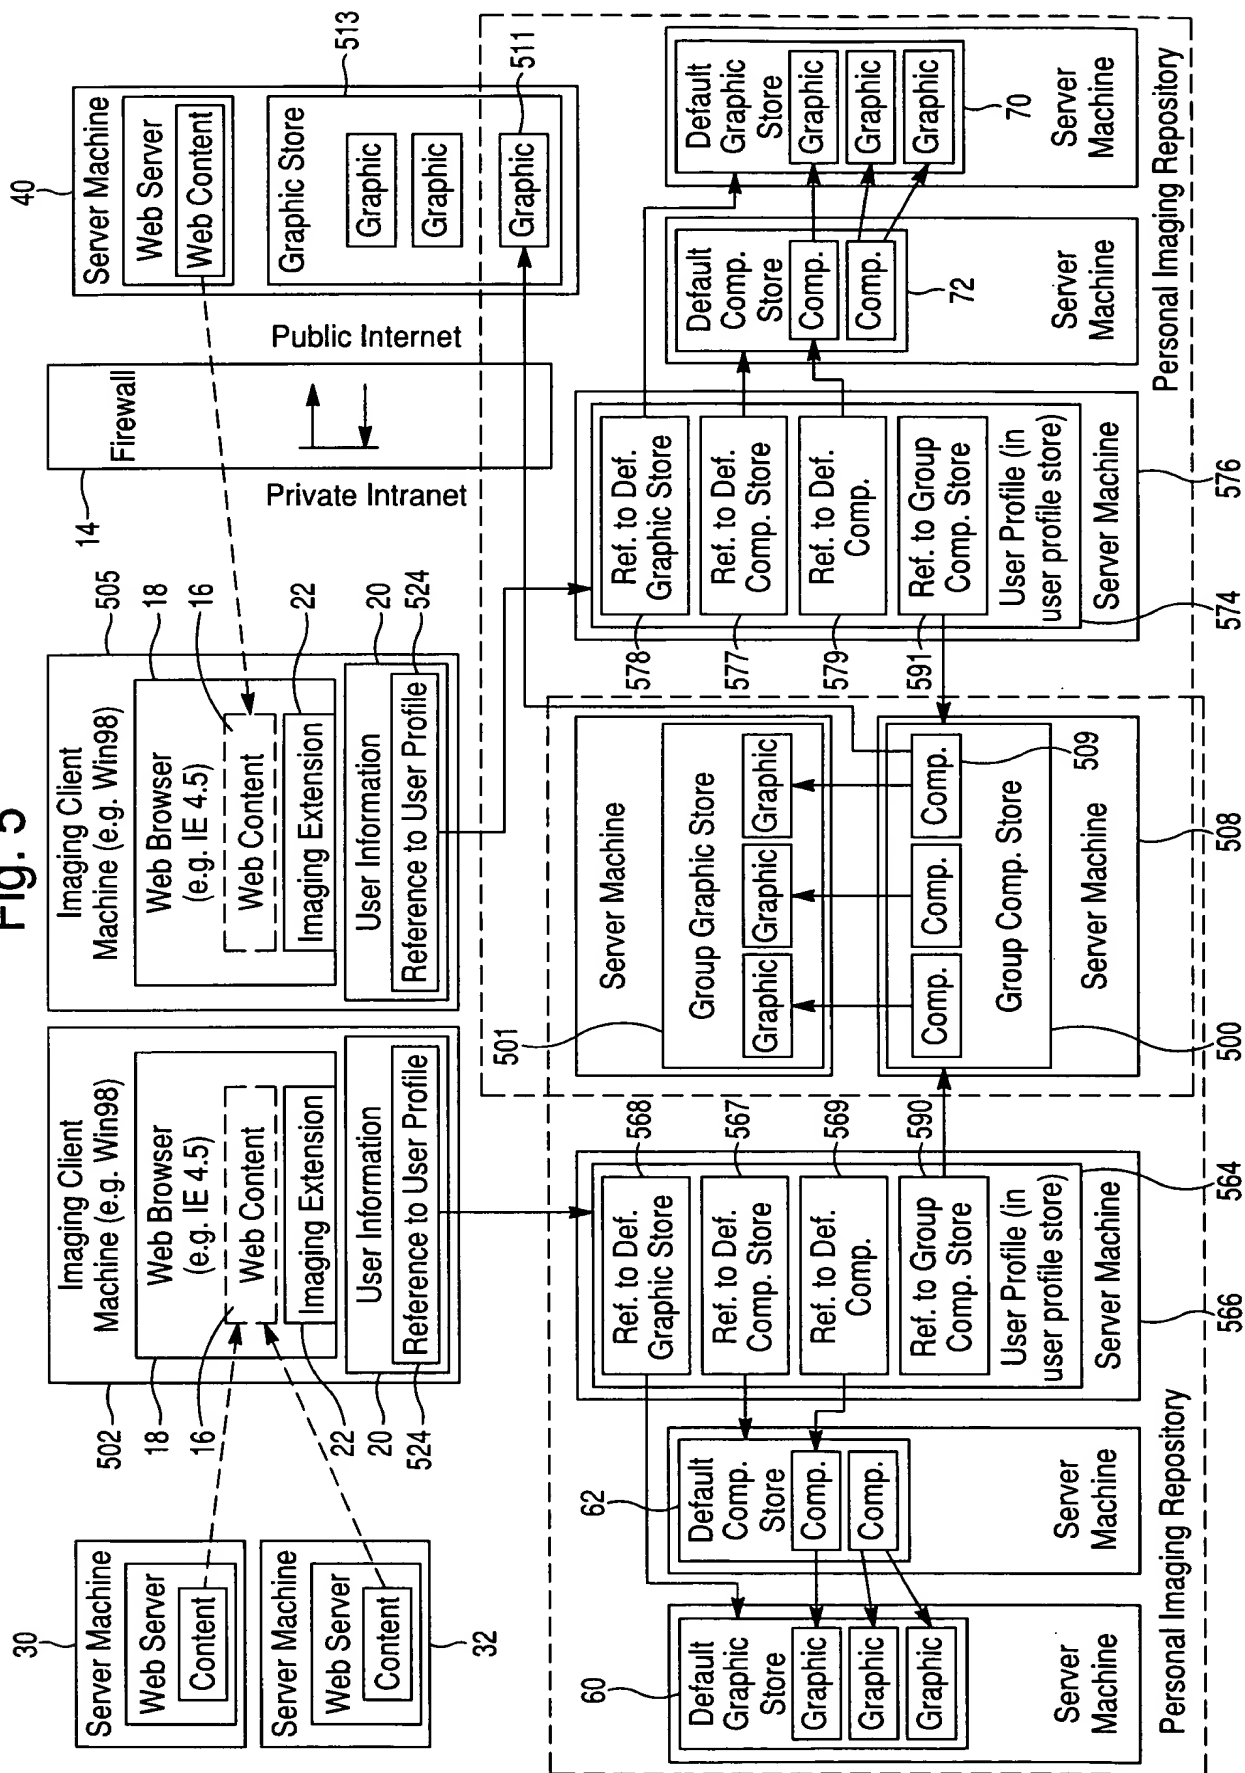 Fig. 5
30
Server Machine
Web Server
Content
Server Machine
Web Server
Content
32
502
18
16
22
20
524
Imaging Client
Machine (e.g. Win98)
Web Browser
(e.g. IE 4.5)
Web Content
Imaging Extension
User Information
Reference to User Profile
Imaging Client
Machine (e.g. Win98)
Web Browser
(e.g. IE 4.5)
Web Content
Imaging Extension
User Information
Reference to User Profile
505
18
16
22
20
524
14
Firewall
Private Intranet
Public Internet
40
Server Machine
Web Server
Web Content
Graphic Store
Graphic
Graphic
Graphic
513
511
60
Default
Graphic
Store
Graphic
Graphic
Graphic
Server
Machine
62
Default
Comp.
Store
Comp.
Comp.
Server
Machine
Personal Imaging Repository
Ref. to Def.
Graphic Store
Ref. to Def.
Comp. Store
Ref. to Def.
Comp.
Ref. to Group
Comp. Store
User Profile (in
user profile store)
Server Machine
568
567
569
590
564
566
501
Server Machine
Group Graphic Store
Graphic
Graphic
Graphic
Comp.
Comp.
Comp.
509
Group Comp. Store
Server Machine
500
508
578
577
579
591
Ref. to Def.
Graphic Store
Ref. to Def.
Comp. Store
Ref. to Def.
Comp.
Ref. to Group
Comp. Store
User Profile (in
user profile store)
Server Machine
574
576
Default
Comp.
Store
Comp.
Comp.
72
Server
Machine
Default
Graphic
Store
Graphic
Graphic
Graphic
70
Server
Machine
Personal Imaging Repository